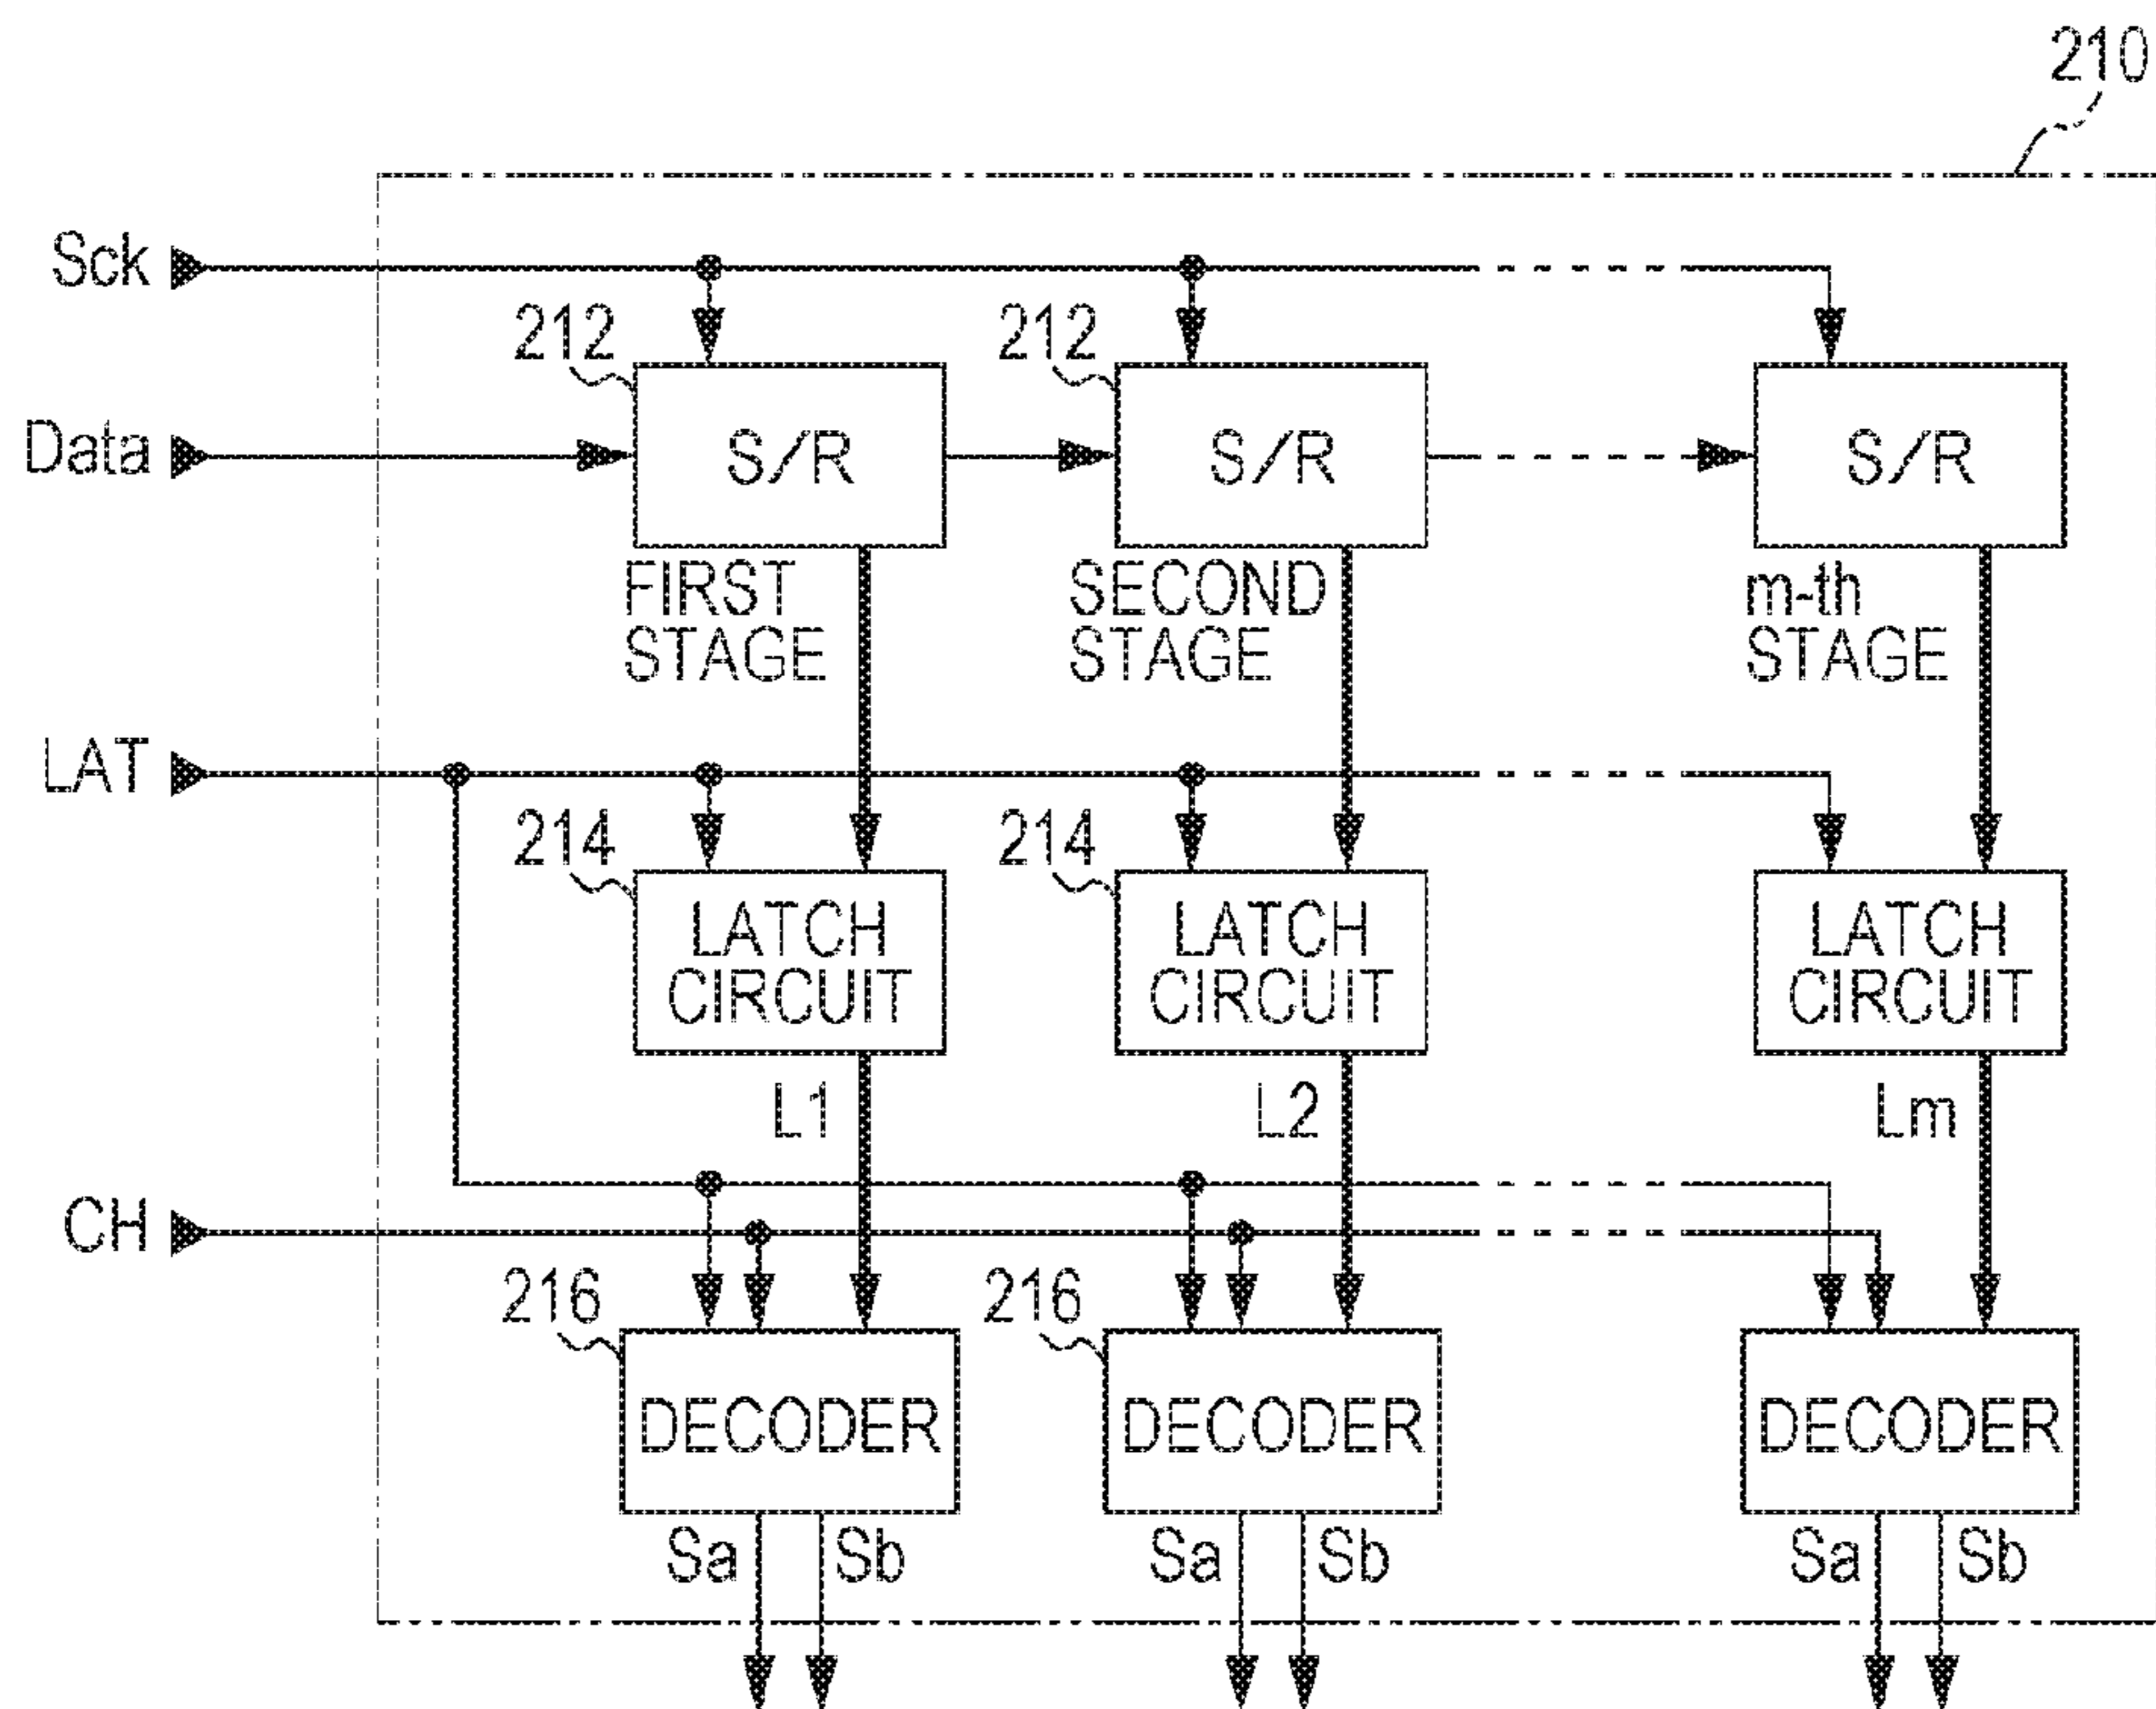 210
Sck
212
212
Data
S/R
S/R
S/R
FIRST
STAGE
SECOND
STAGE
m-th
STAGE
LAT
214
214
LATCH
CIRCUIT
LATCH
CIRCUIT
LATCH
CIRCUIT
L1
L2
Lm
CH
216
216
DECODER
DECODER
DECODER
Sa
Sb
Sa
Sb
Sa
Sb